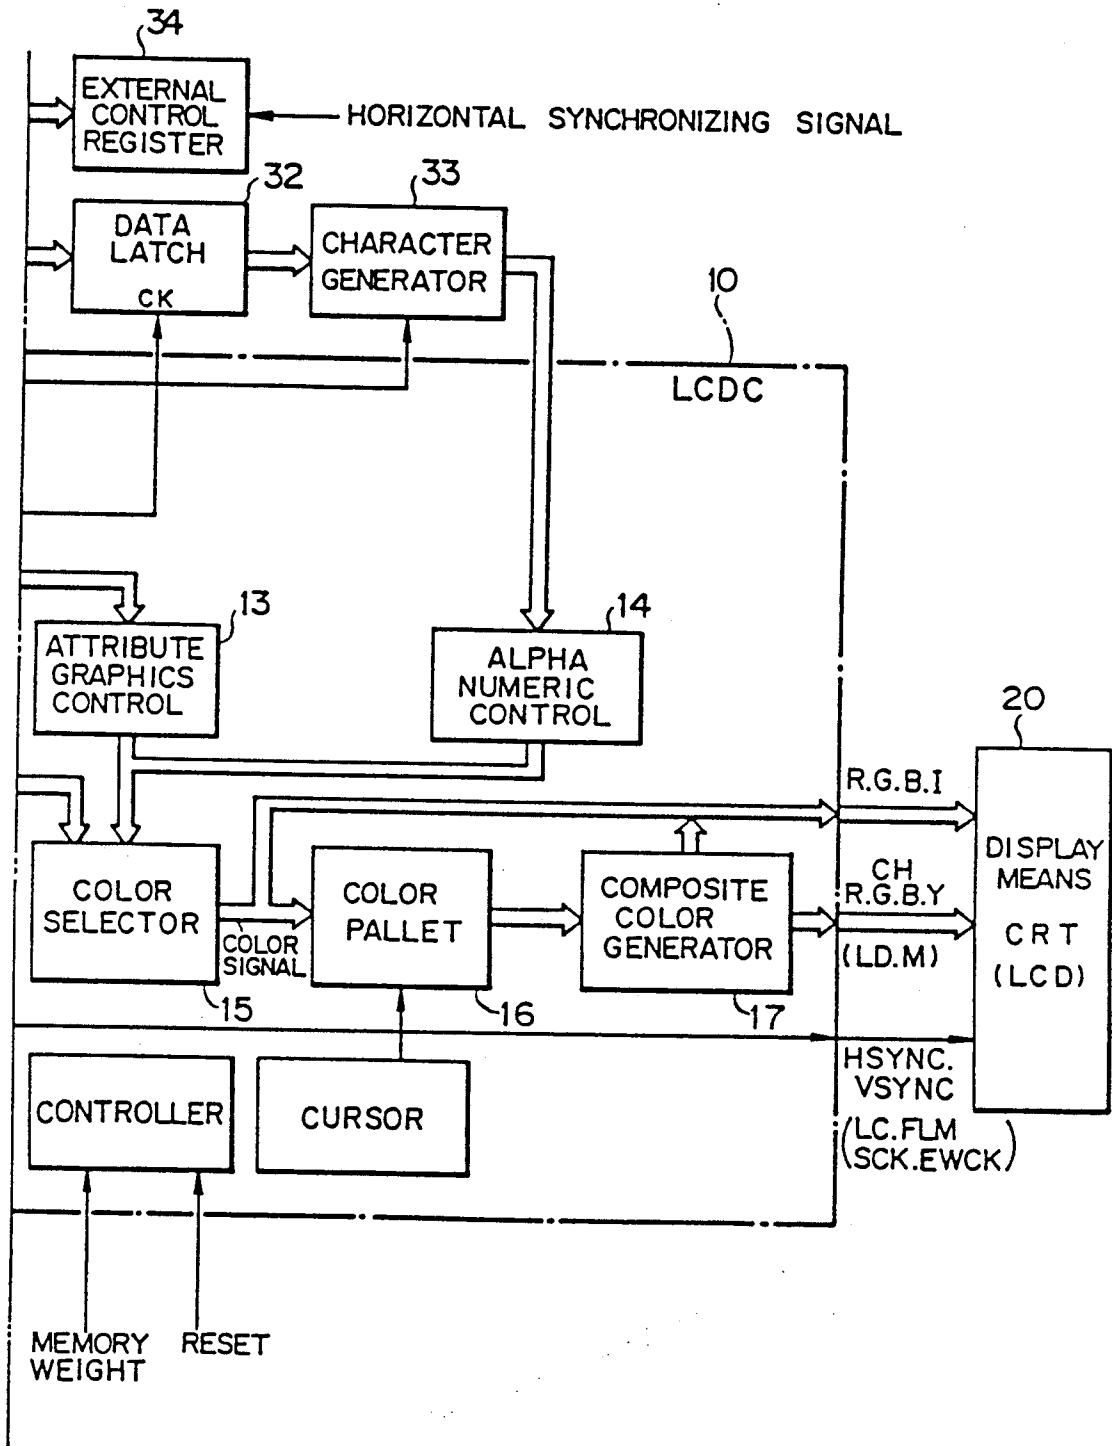 34
EXTERNAL
CONTROL
REGISTER
HORIZONTAL SYNCHRONIZING SIGNAL
32
33
DATA
LATCH
CK
CHARACTER
GENERATOR
10
LCDC
13
14
ATTRIBUTE
GRAPHICS
CONTROL
ALPHA
NUMERIC
CONTROL
20
R.G.B.I
DISPLAY
MEANS
CRT
(LCD)
COLOR
SELECTOR
COLOR
SIGNAL
COLOR
PALLET
COMPOSITE
COLOR
GENERATOR
CH
R.G.B.Y
(LD.M)
15
16
17
HSYNC.
VSYNC
(LC.FLM
SCK.EWCK)
CONTROLLER
CURSOR
MEMORY
WEIGHT
RESET